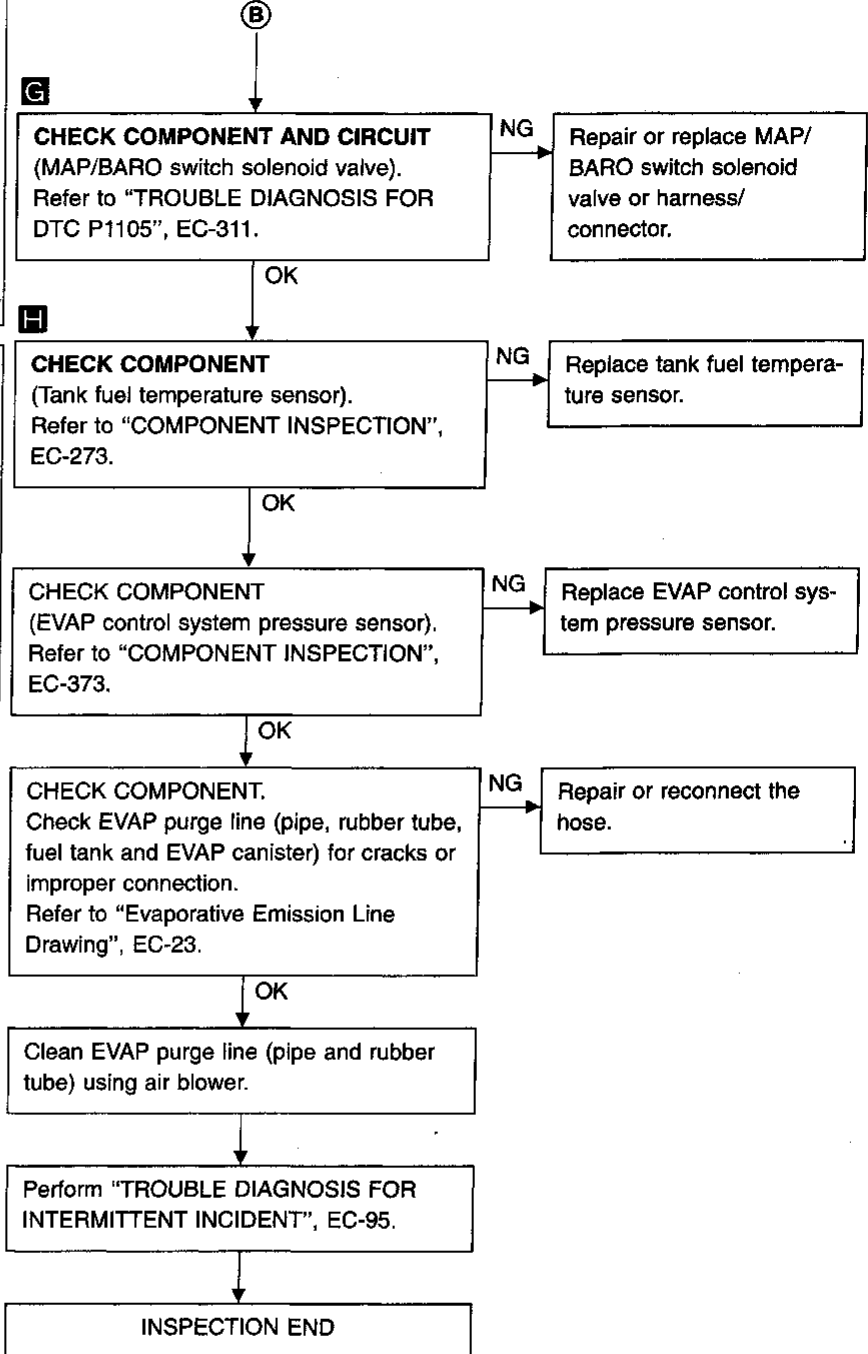 B
G
CHECK COMPONENT AND CIRCUIT
(MAP/BARO switch solenoid valve).
Refer to “TROUBLE DIAGNOSIS FOR
DTC P1105”, EC-311.
NG
Repair or replace MAP/
BARO switch solenoid
valve or harness/
connector.
OK
H
CHECK COMPONENT
(Tank fuel temperature sensor).
Refer to “COMPONENT INSPECTION”,
EC-273.
NG
Replace tank fuel tempera-
ture sensor.
OK
CHECK COMPONENT
(EVAP control system pressure sensor).
Refer to “COMPONENT INSPECTION”,
EC-373.
NG
Replace EVAP control sys-
tem pressure sensor.
OK
CHECK COMPONENT.
Check EVAP purge line (pipe, rubber tube,
fuel tank and EVAP canister) for cracks or
improper connection.
Refer to “Evaporative Emission Line
Drawing”, EC-23.
NG
Repair or reconnect the
hose.
OK
Clean EVAP purge line (pipe and rubber
tube) using air blower.
Perform “TROUBLE DIAGNOSIS FOR
INTERMITTENT INCIDENT”, EC-95.
INSPECTION END